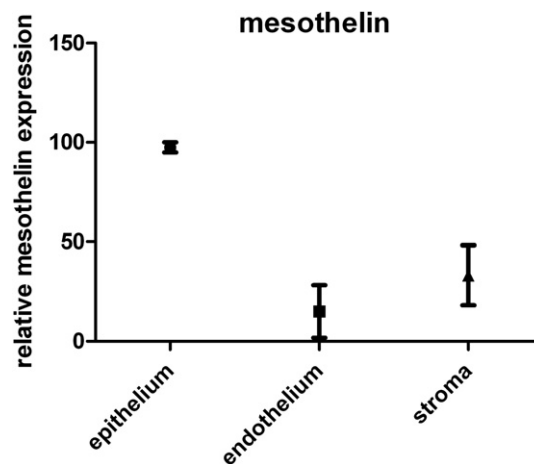 mesothelin
relative mesothelin expression
150
100
50
0
epithelium
endothelium
stroma